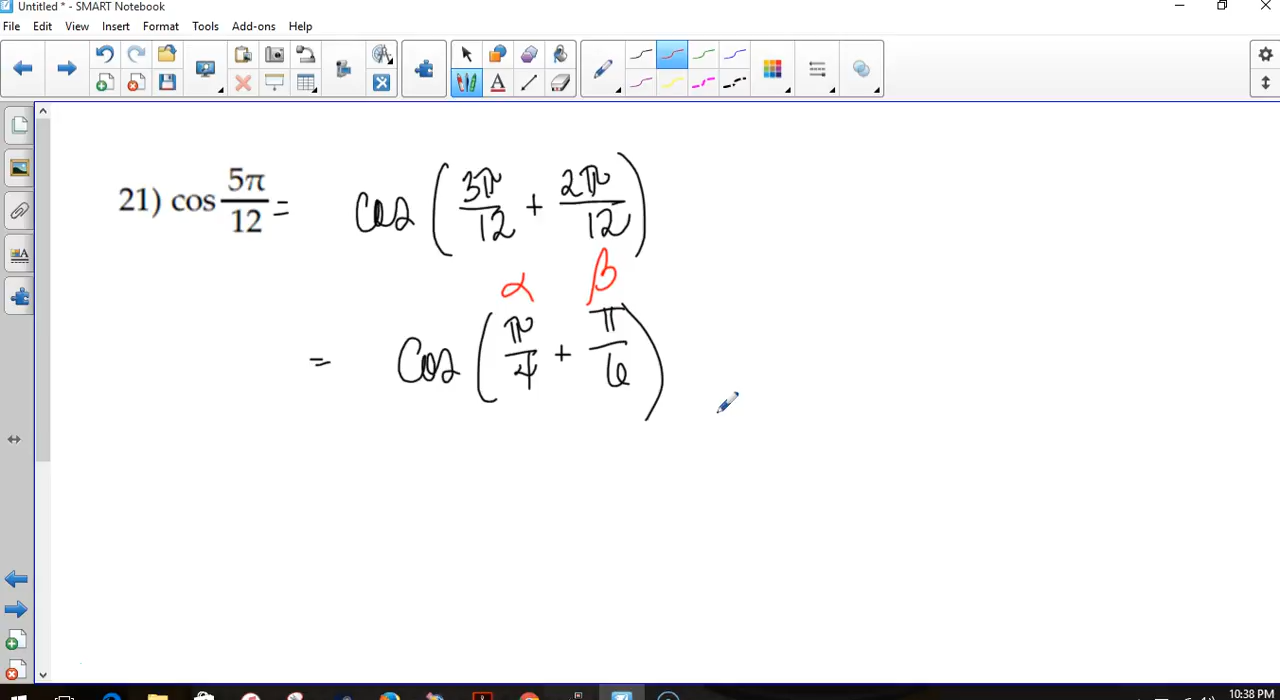 Untitled * - SMART Notebook
File Edit View Insert Format Tools Add-ons Help
21) cos 5π/12 = cos (3π/12 + 2π/12)
α β
= cos (π/4 + π/6)
10:38 PM